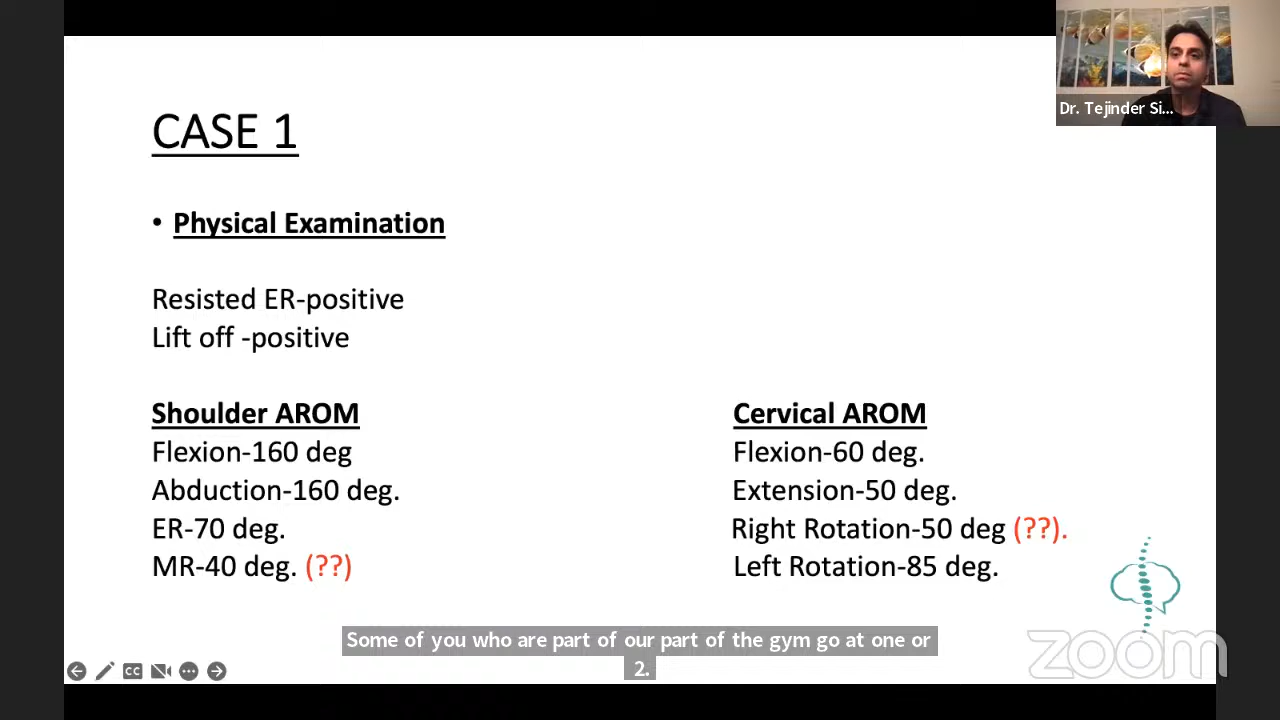 Dr. Tejinder Si...
CASE 1
• Physical Examination
Resisted ER-positive
Lift off -positive
Shoulder AROM
Flexion-160 deg
Abduction-160 deg.
ER-70 deg.
MR-40 deg. (??)
Cervical AROM
Flexion-60 deg.
Extension-50 deg.
Right Rotation-50 deg (??).
Left Rotation-85 deg.
Some of you who are part of our part of the gym go at one or
2.
CC
zoom